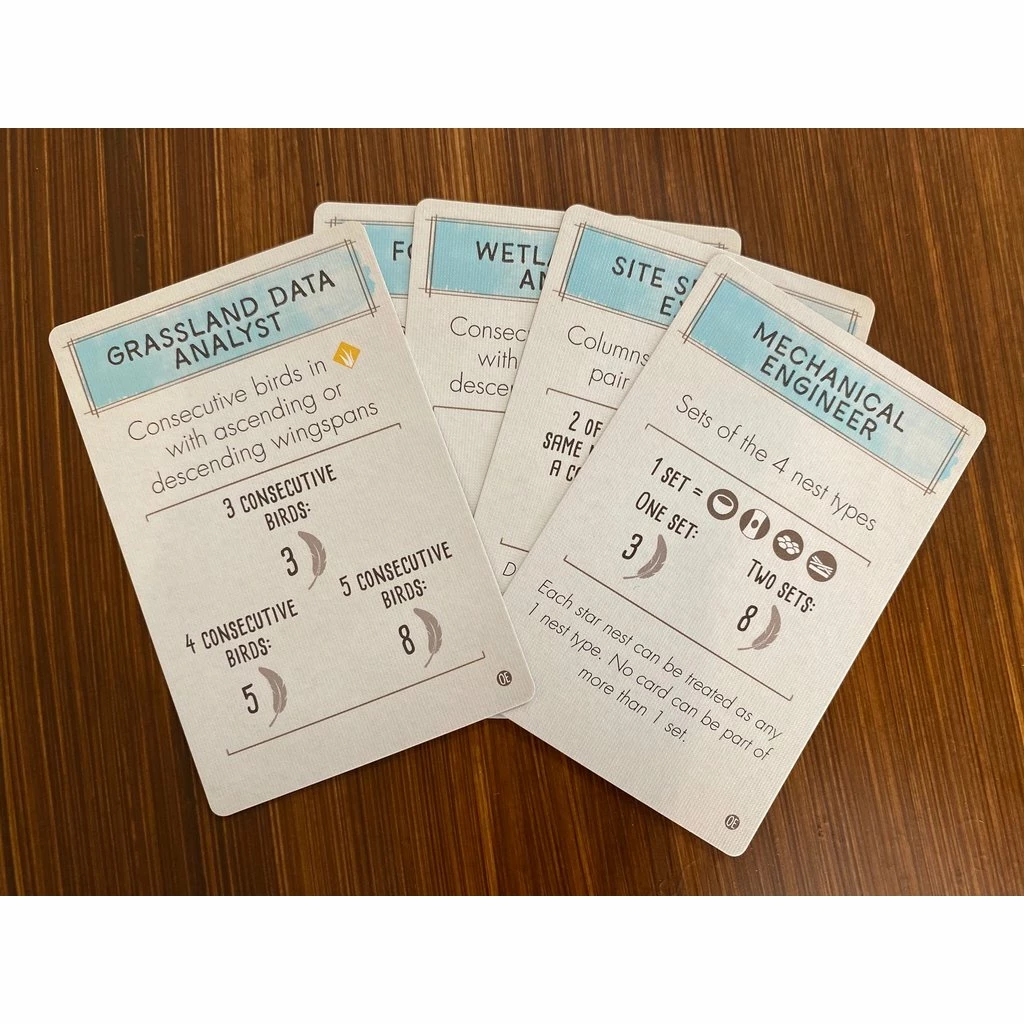 GRASSLAND DATA
ANALYST
Consecutive birds in
with ascending or
descending wingspans
3 CONSECUTIVE
BIRDS:
3
4 CONSECUTIVE
BIRDS:
5
5 CONSECUTIVE
BIRDS:
8
OE
FO
WETLA
AN
Consec
with
descen
D
SITE S
E
Columns
pair
2 OF
SAME
A CO
MECHANICAL
ENGINEER
Sets of the 4 nest types
1 SET =
ONE SET:
3
TWO SETS:
8
Each star nest can be treated as any
1 nest type. No card can be part of
more than 1 set.
OE